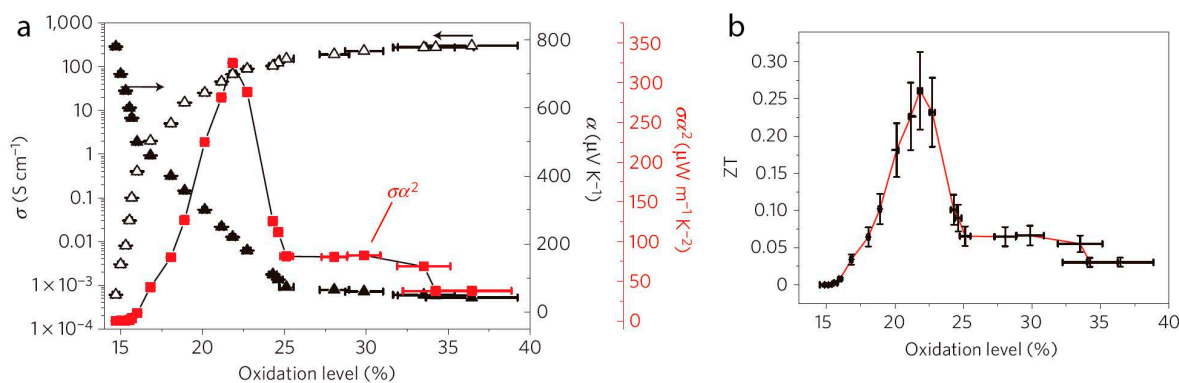 a
1,000
100
10
1
0.1
0.01
1 × 10⁻³
1 × 10⁻⁴
σ (S cm⁻¹)
15 20 25 30 35 40
Oxidation level (%)
800
600
400
200
0
α (μV K⁻¹)
350
300
250
200
150
100
50
0
σα² (μW m⁻¹ K⁻²)
σα²
b
0.30
0.25
0.20
0.15
0.10
0.05
0
ZT
15 20 25 30 35 40
Oxidation level (%)